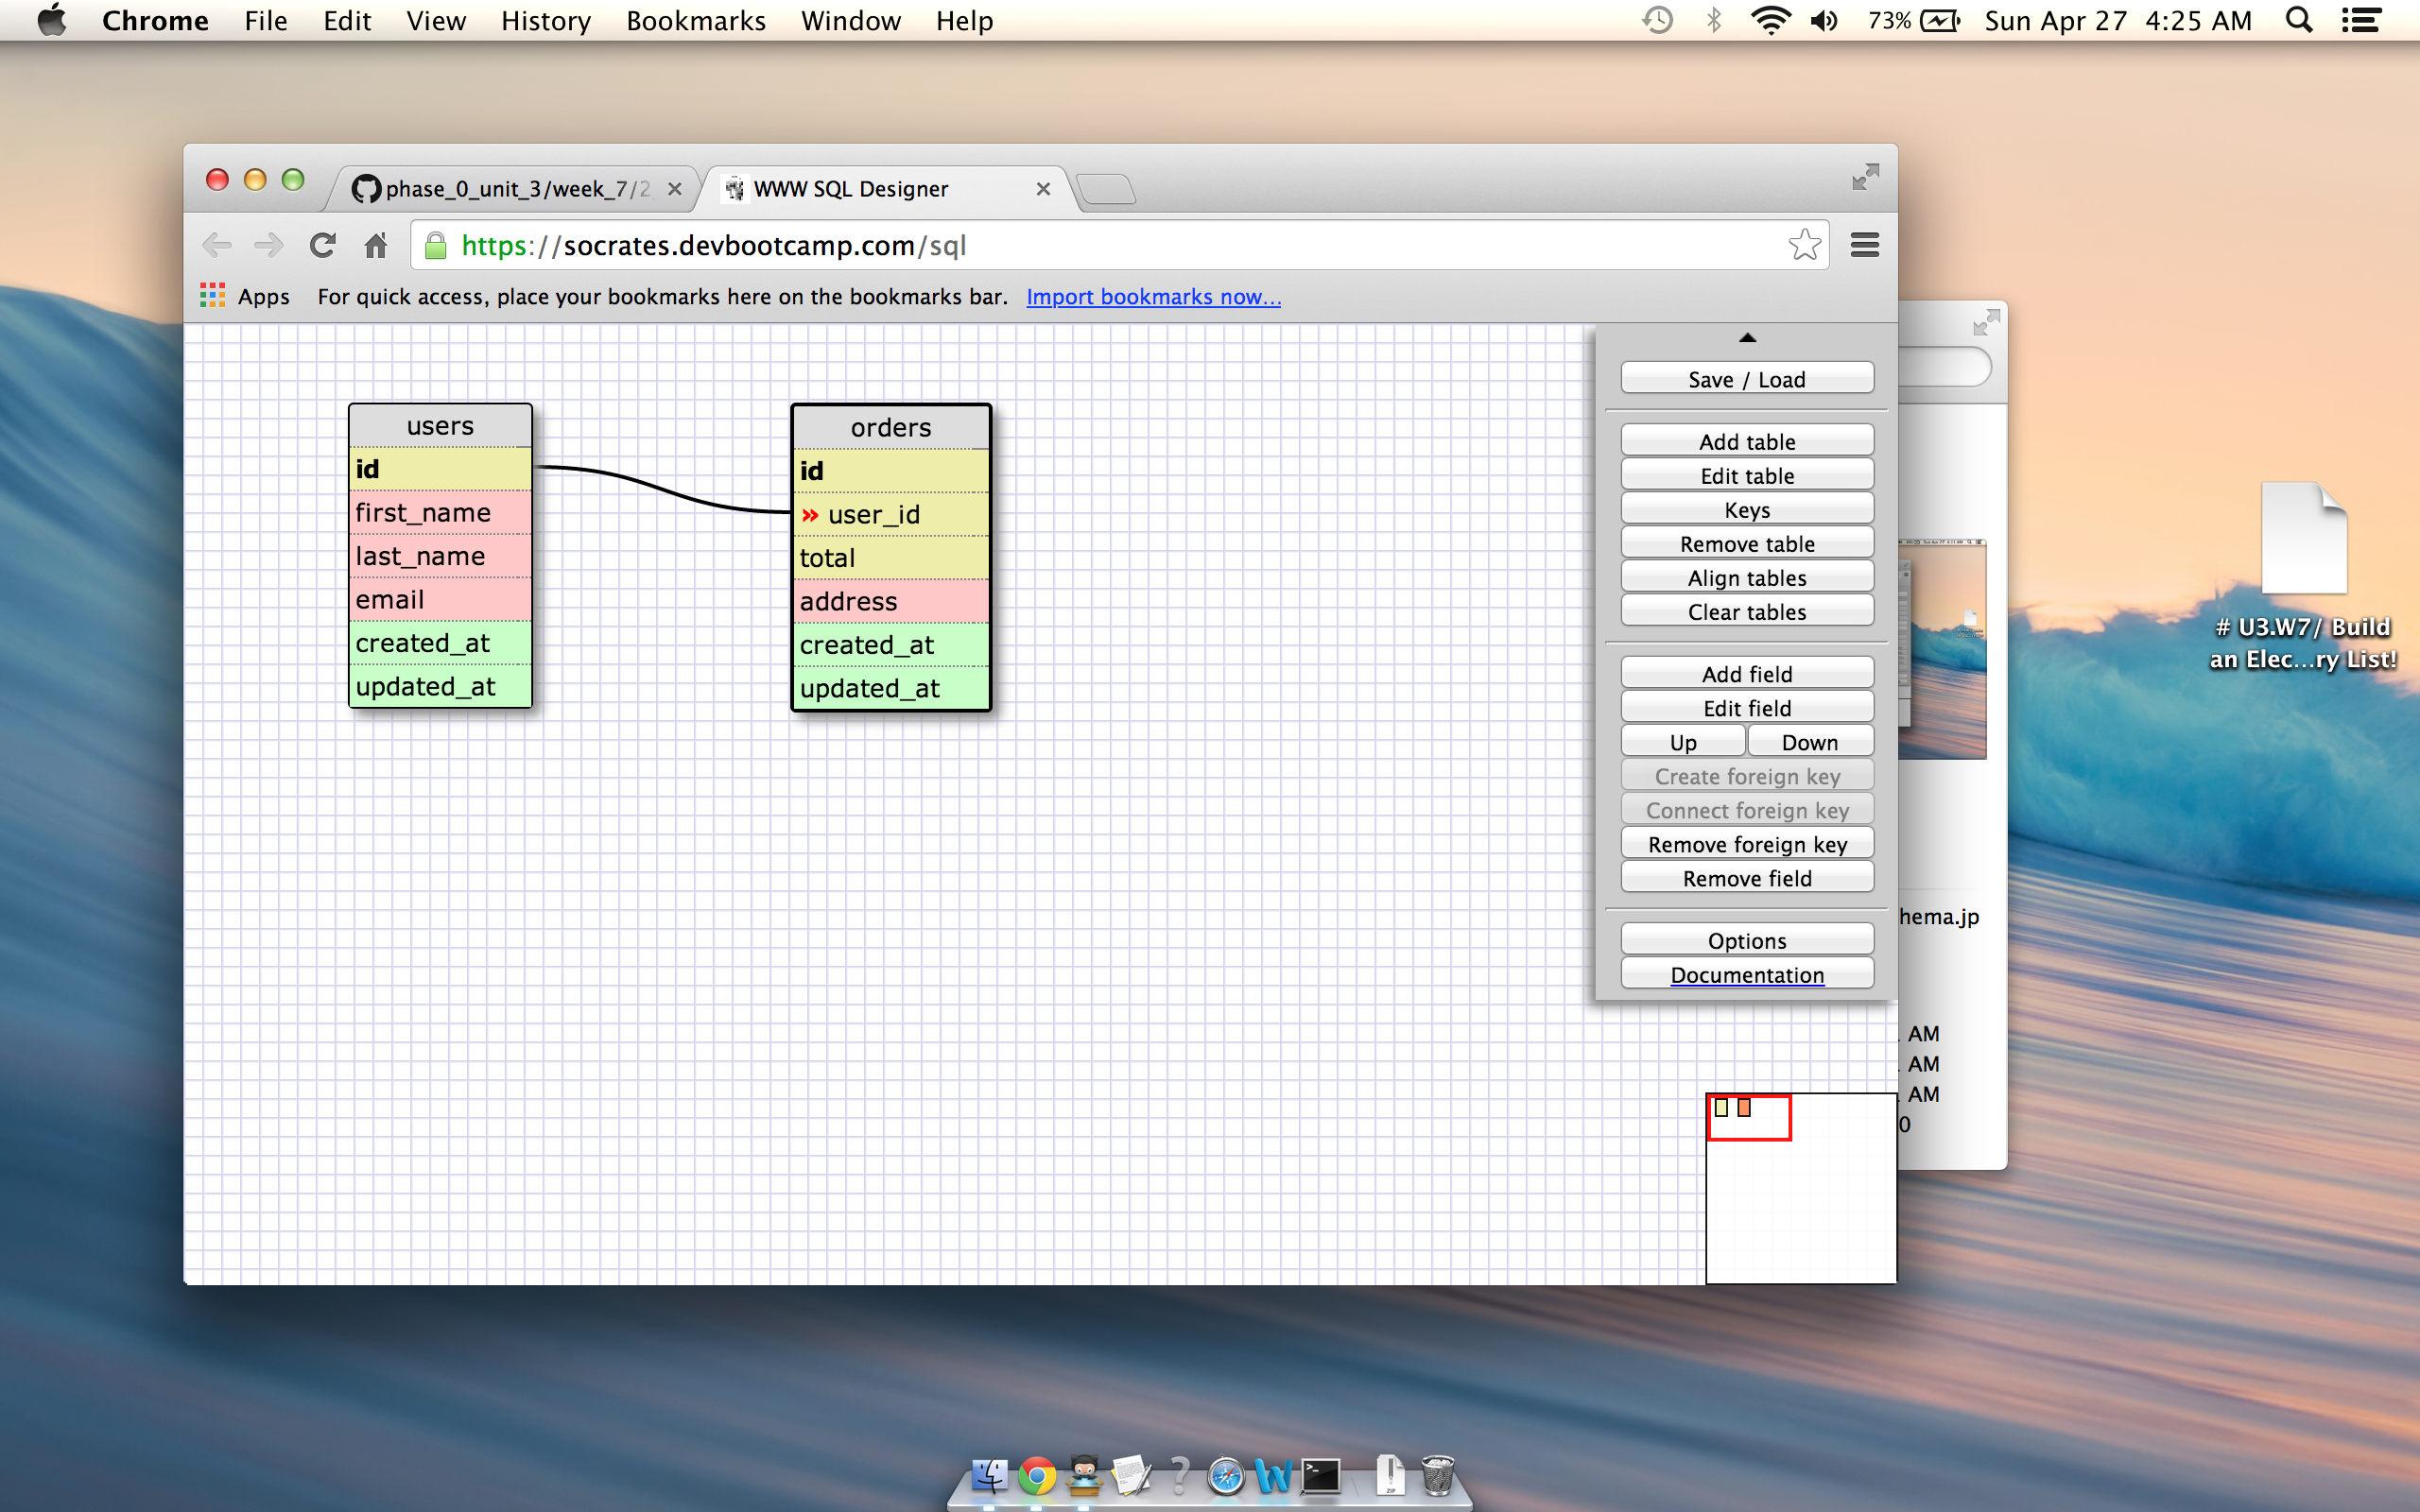 Chrome File Edit View History Bookmarks Window Help 73% Sun Apr 27 4:25 AM
phase_0_unit_3/week_7/2 WWW SQL Designer
https://socrates.devbootcamp.com/sql
Apps For quick access, place your bookmarks here on the bookmarks bar. Import bookmarks now...
users
id
first_name
last_name
email
created_at
updated_at
orders
id
» user_id
total
address
created_at
updated_at
Save / Load
Add table
Edit table
Keys
Remove table
Align tables
Clear tables
Add field
Edit field
Up Down
Create foreign key
Connect foreign key
Remove foreign key
Remove field
Options
Documentation
hema.jp
AM
AM
AM
0
# U3.W7/ Build
an Elec...ry List!
ZIP